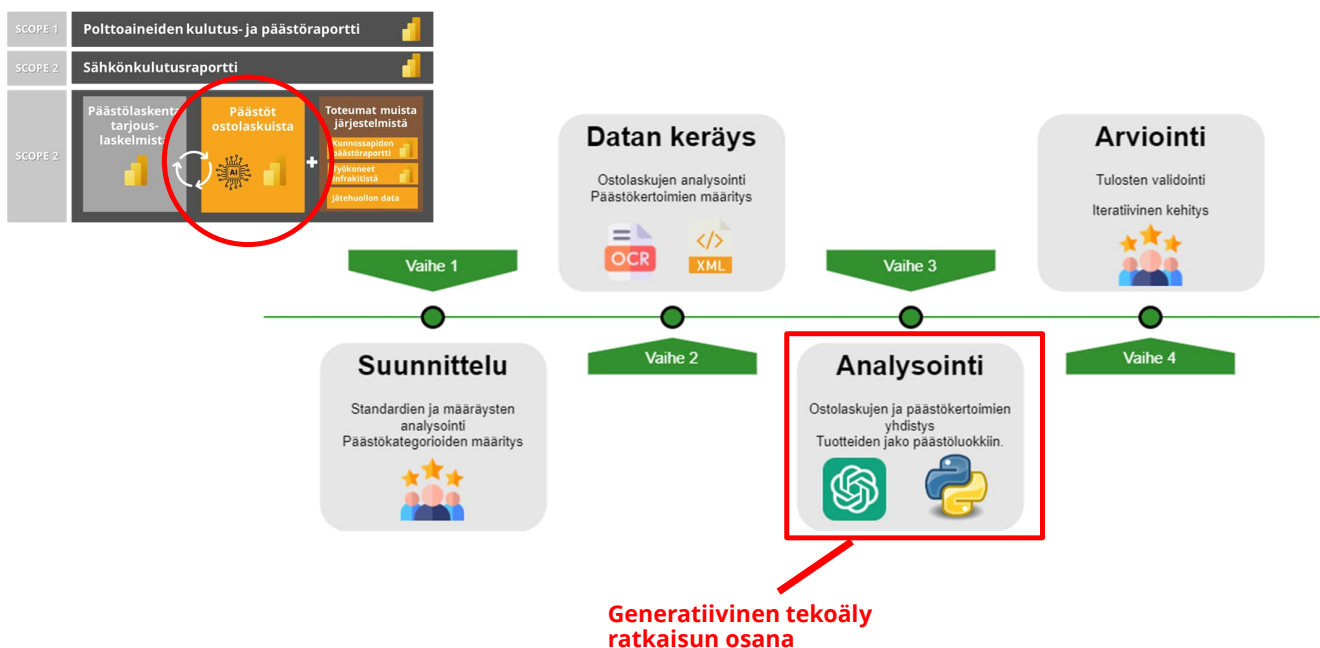 SCOPE 1
Polttoaineiden kulutus- ja päästöraportti
SCOPE 2
Sähkönkulutusraportti
SCOPE 2
Päästölaskenta
tarjous-
laskelmista
Päästöt
ostolaskuista
AI
+
Toteumat muista
järjestelmistä
Kunnossapidon
päästöraportti
Työkoneet
infrakitistä
Jätehuollon data
Vaihe 1
Suunnittelu
Standardien ja määräysten
analysointi
Päästökategorioiden määritys
Datan keräys
Ostolaskujen analysointi
Päästökertoimien määritys
OCR
</>
XML
Vaihe 2
Vaihe 3
Analysointi
Ostolaskujen ja päästökertoimien
yhdistys
Tuotteiden jako päästöluokkiin.
Arviointi
Tulosten validointi
Iteratiivinen kehitys
Vaihe 4
Generatiivinen tekoäly
ratkaisun osana